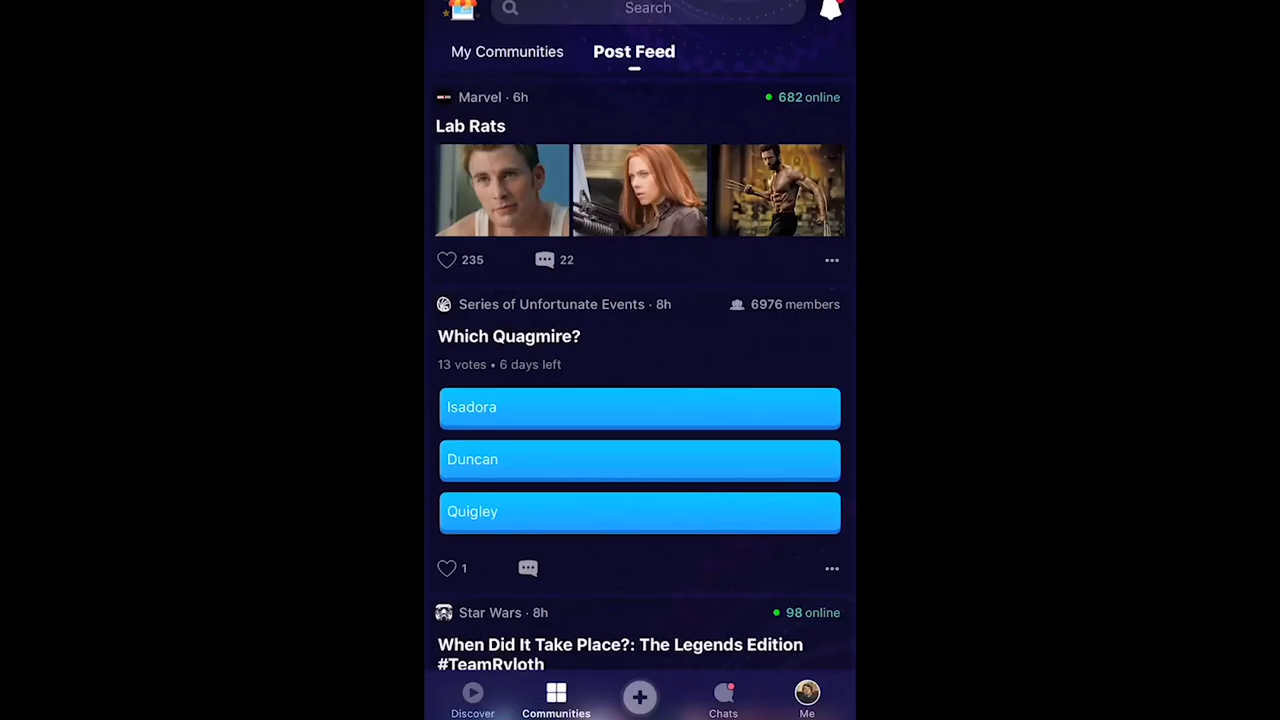 Search
My Communities
Post Feed
Marvel · 6h
682 online
Lab Rats
235
22
Series of Unfortunate Events · 8h
6976 members
Which Quagmire?
13 votes • 6 days left
Isadora
Duncan
Quigley
1
Star Wars · 8h
98 online
When Did It Take Place?: The Legends Edition
#TeamRyloth
Discover
Communities
Chats
Me